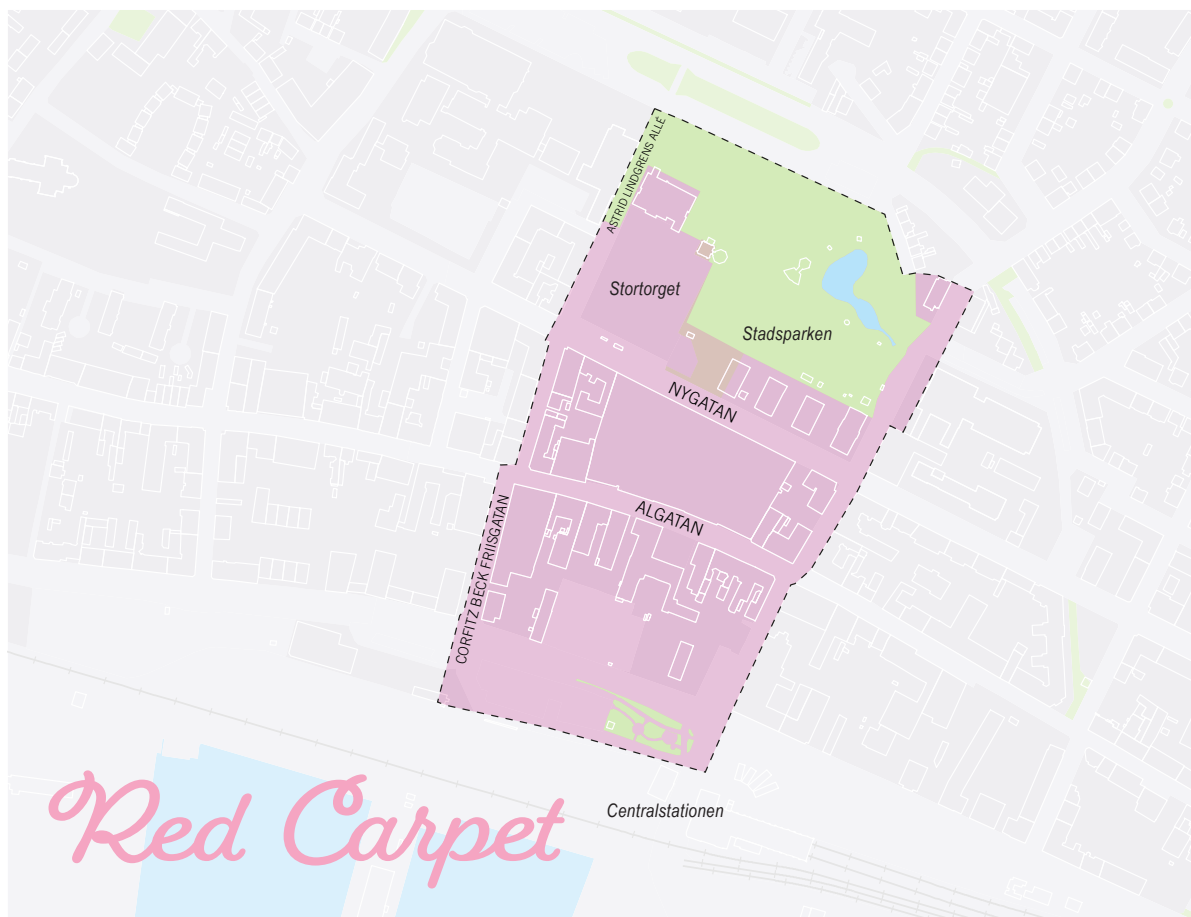 ASTRID LINDGRENS ALLÉ
Stortorget
Stadsparken
NYGATAN
ALGATAN
CORFITZ BECK FRIISGATAN
Red Carpet
Centralstationen